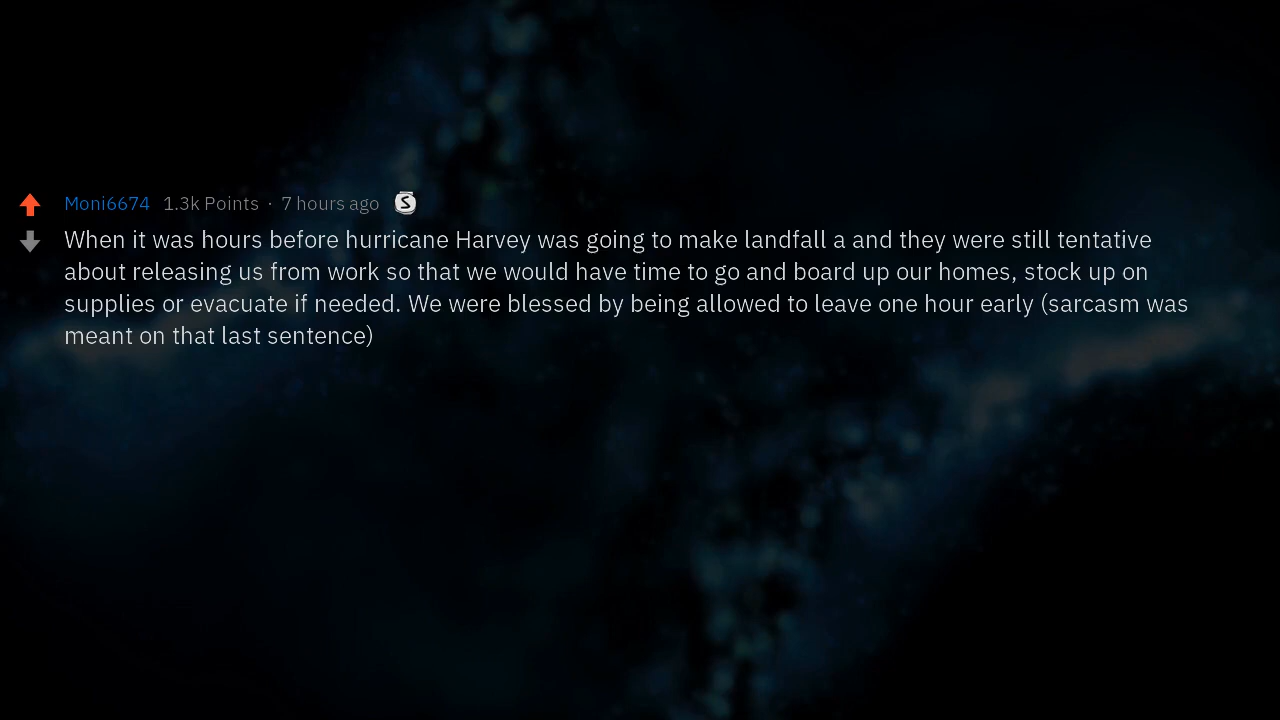 Moni6674 1.3k Points · 7 hours ago S
When it was hours before hurricane Harvey was going to make landfall a and they were still tentative
about releasing us from work so that we would have time to go and board up our homes, stock up on
supplies or evacuate if needed. We were blessed by being allowed to leave one hour early (sarcasm was
meant on that last sentence)